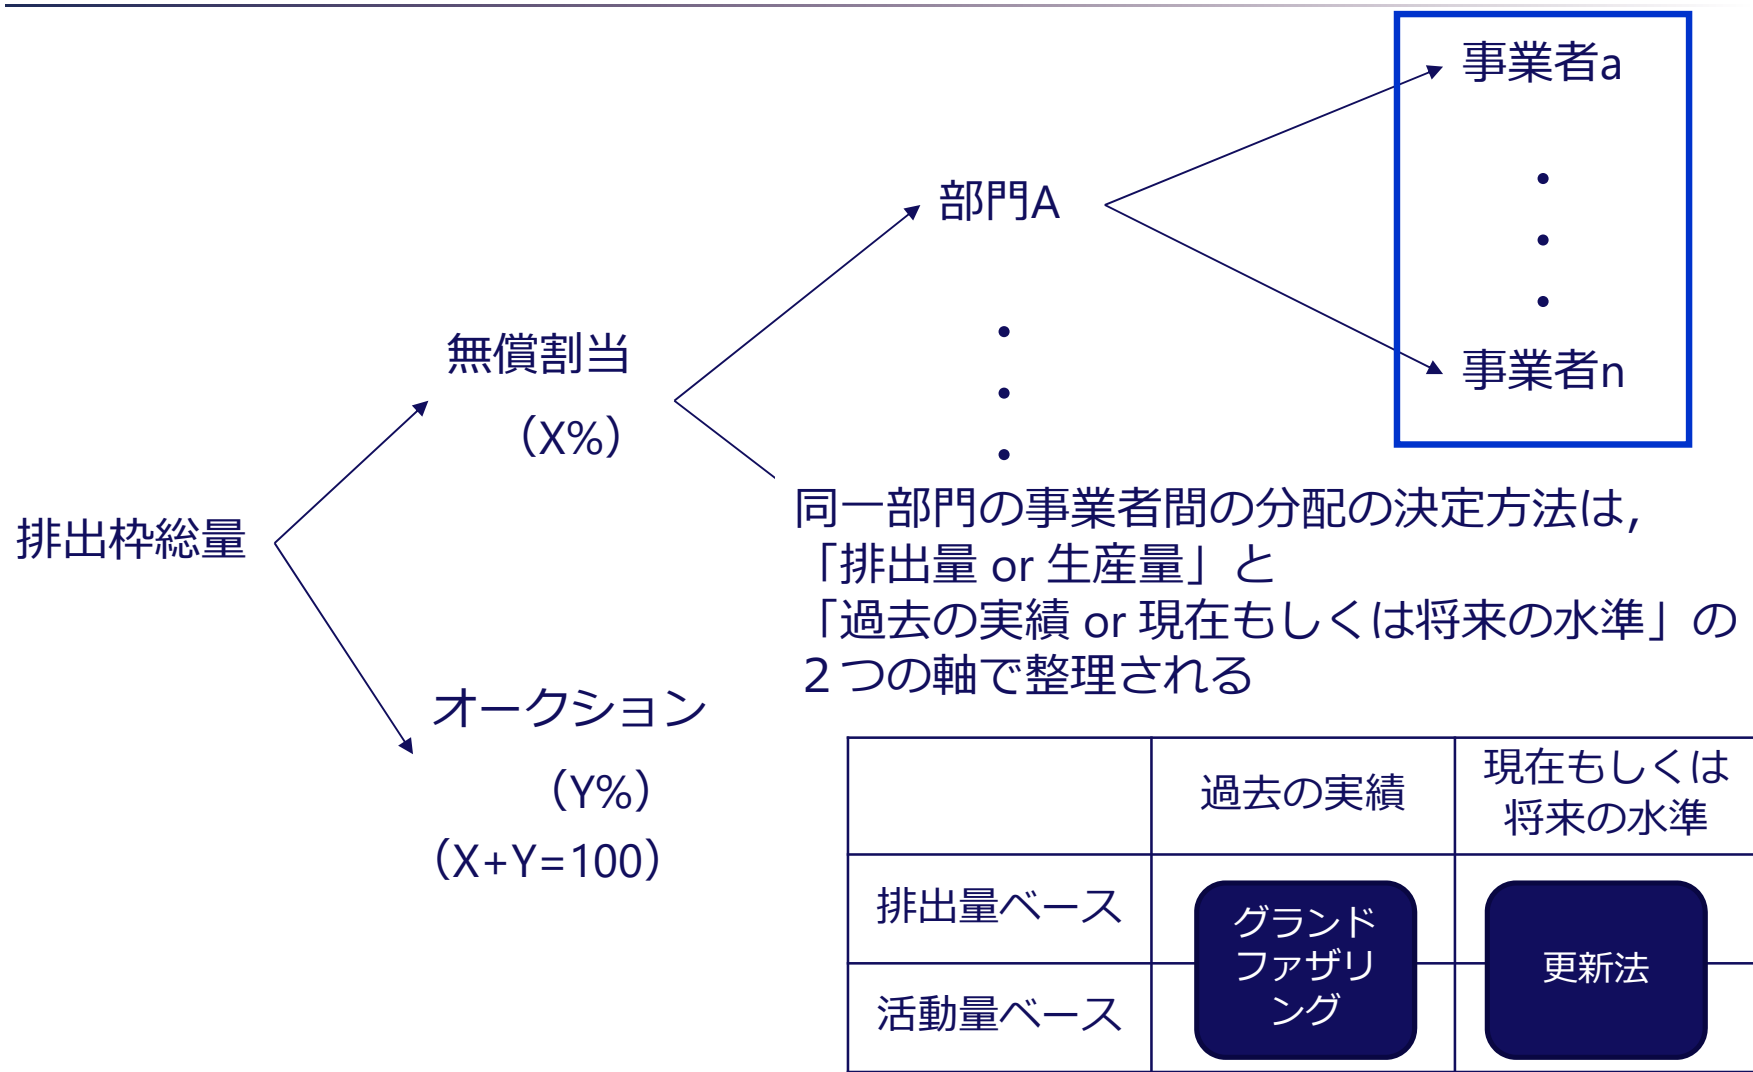 排出枠総量
無償割当
（X%）
オークション
（Y%）
（X+Y=100）
部門A
・
・
・
事業者a
・
・
・
事業者n
同一部門の事業者間の分配の決定方法は，
「排出量 or 生産量」と
「過去の実績 or 現在もしくは将来の水準」の
２つの軸で整理される
過去の実績
現在もしくは
将来の水準
排出量ベース
活動量ベース
グランド
ファザリ
ング
更新法